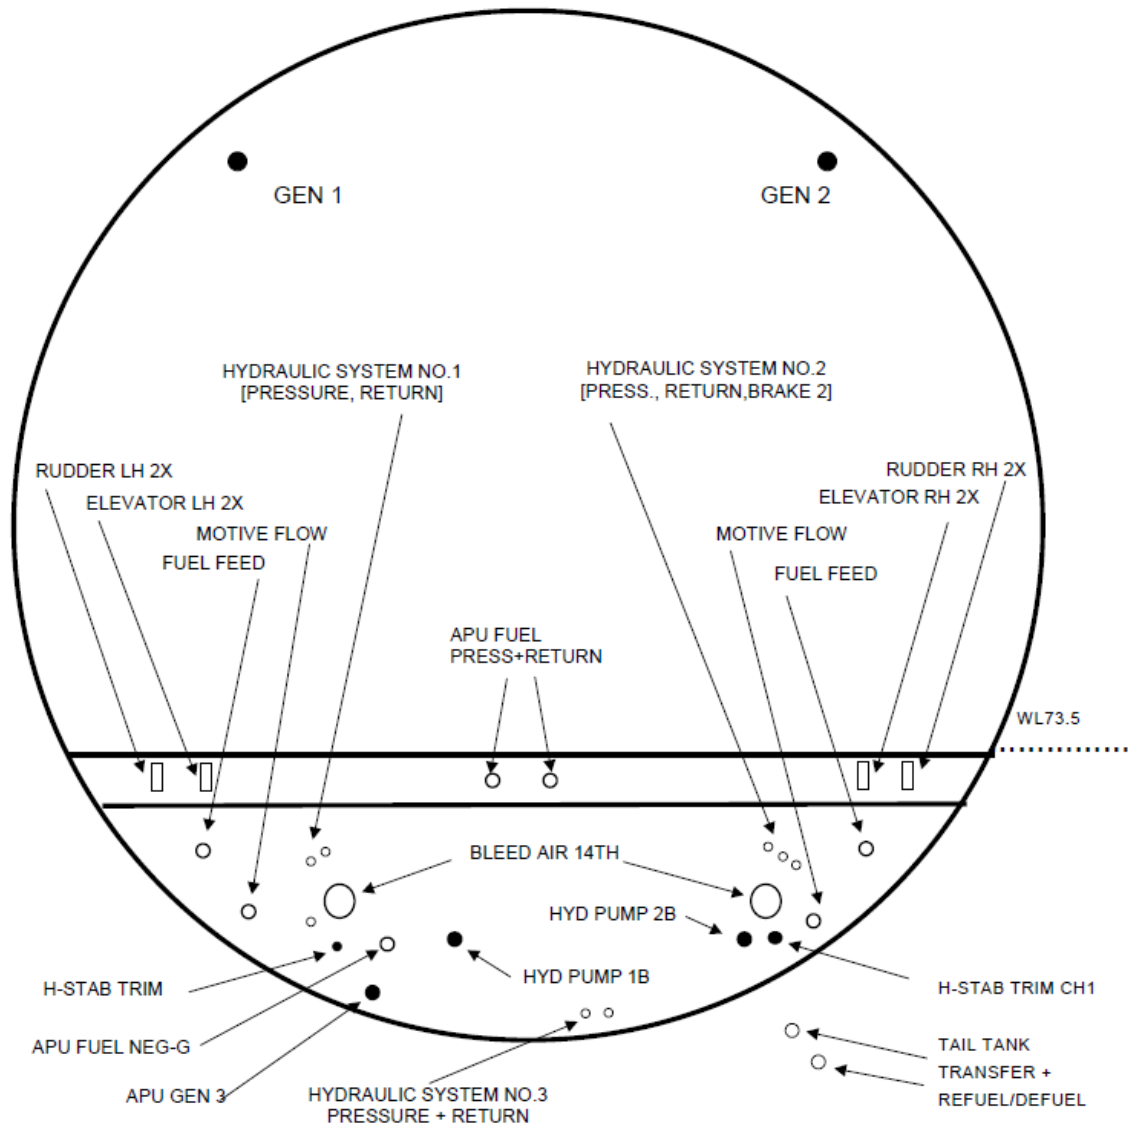 GEN 1
GEN 2
HYDRAULIC SYSTEM NO.1
[PRESSURE, RETURN]
HYDRAULIC SYSTEM NO.2
[PRESS., RETURN,BRAKE 2]
RUDDER LH 2X
ELEVATOR LH 2X
MOTIVE FLOW
FUEL FEED
RUDDER RH 2X
ELEVATOR RH 2X
MOTIVE FLOW
FUEL FEED
APU FUEL
PRESS+RETURN
WL73.5
BLEED AIR 14TH
HYD PUMP 2B
HYD PUMP 1B
H-STAB TRIM
H-STAB TRIM CH1
APU FUEL NEG-G
APU GEN 3
HYDRAULIC SYSTEM NO.3
PRESSURE + RETURN
TAIL TANK
TRANSFER +
REFUEL/DEFUEL